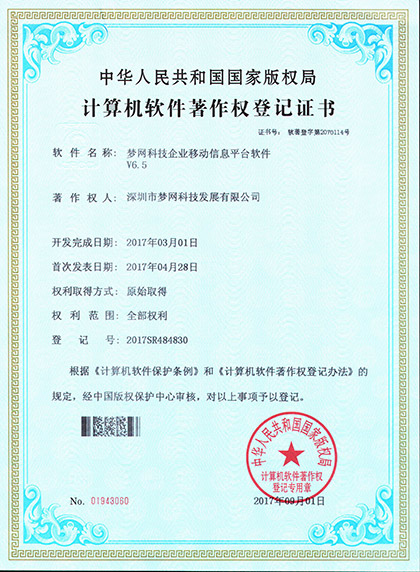 中华人民共和国国家版权局
计算机软件著作权登记证书
证书号: 软著登字第2070114号
软件名称: 梦网科技企业移动信息平台软件
V6.5
著作权人: 深圳市梦网科技发展有限公司
开发完成日期: 2017年03月01日
首次发表日期: 2017年04月28日
权利取得方式: 原始取得
权利范围: 全部权利
登记号: 2017SR484830
根据《计算机软件保护条例》和《计算机软件著作权登记办法》的
规定,经中国版权保护中心审核,对以上事项予以登记。
中华人民共和国国家版权局
计算机软件著作权
登记专用章
No. 01943060
2017年09月01日